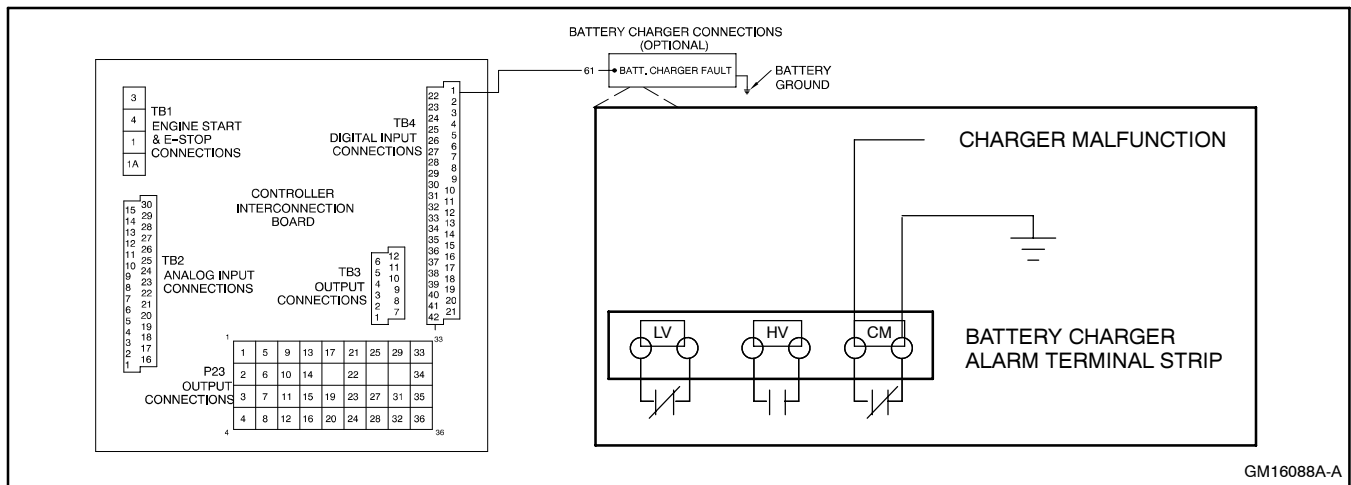 BATTERY CHARGER CONNECTIONS
(OPTIONAL)
61
BATT. CHARGER FAULT
BATTERY
GROUND
3
4
1
1A
TB1
ENGINE START
& E-STOP
CONNECTIONS
TB4
DIGITAL INPUT
CONNECTIONS
22
23
24
25
26
27
28
29
30
31
32
33
34
35
36
37
38
39
40
41
42
1
2
3
4
5
6
7
8
9
10
11
12
13
14
15
16
17
18
19
20
21
CONTROLLER
INTERCONNECTION
BOARD
15
14
13
12
11
10
9
8
7
6
5
4
3
2
1
30
29
28
27
26
25
24
23
22
21
20
19
18
17
16
TB2
ANALOG INPUT
CONNECTIONS
TB3
OUTPUT
CONNECTIONS
6
5
4
3
2
1
12
11
10
9
8
7
P23
OUTPUT
CONNECTIONS
1
33
1 5 9 13 17 21 25 29 33
2 6 10 14 22 34
3 7 11 15 19 23 27 31 35
4 8 12 16 20 24 28 32 36
4
36
CHARGER MALFUNCTION
LV
HV
CM
BATTERY CHARGER
ALARM TERMINAL STRIP
GM16088A-A